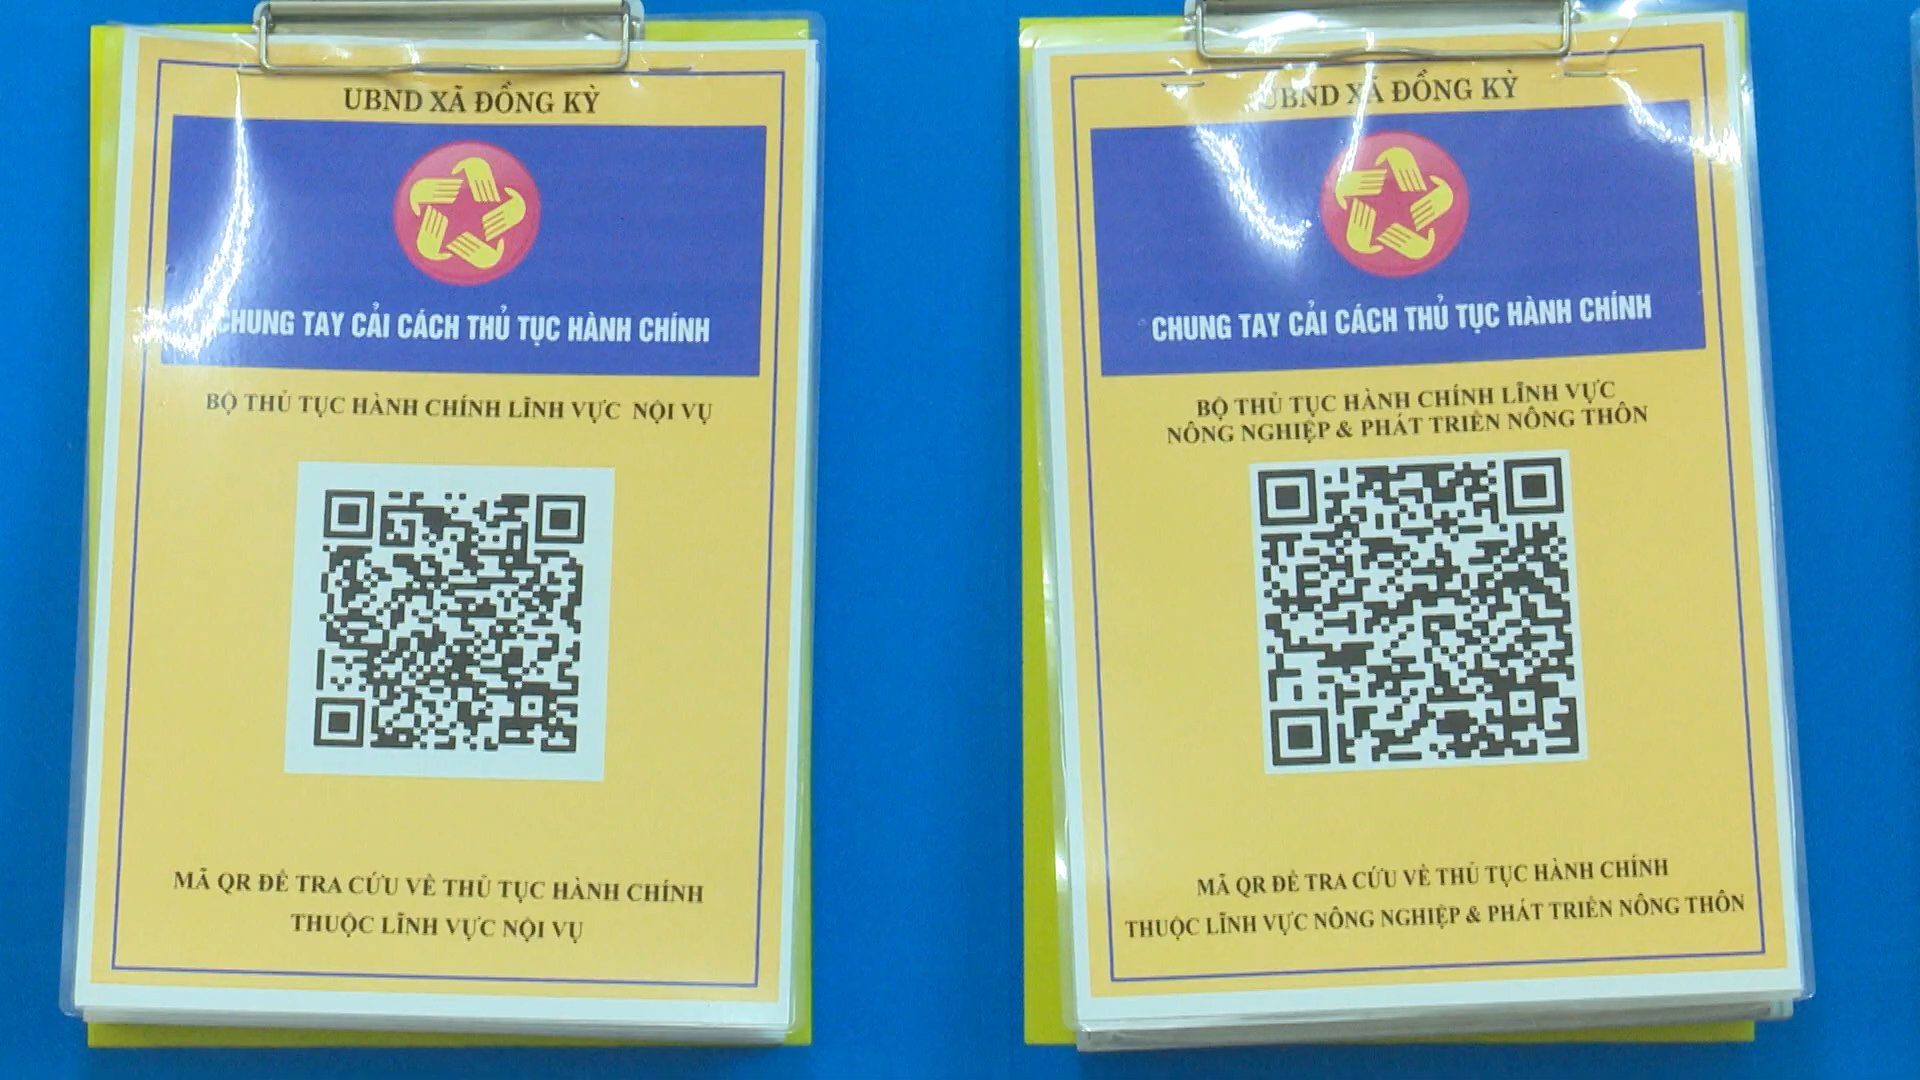 UBND XÃ ĐỒNG KỲ
CHUNG TAY CẢI CÁCH THỦ TỤC HÀNH CHÍNH
BỘ THỦ TỤC HÀNH CHÍNH LĨNH VỰC NỘI VỤ
MÃ QR ĐỂ TRA CỨU VỀ THỦ TỤC HÀNH CHÍNH
THUỘC LĨNH VỰC NỘI VỤ
UBND XÃ ĐỒNG KỲ
CHUNG TAY CẢI CÁCH THỦ TỤC HÀNH CHÍNH
BỘ THỦ TỤC HÀNH CHÍNH LĨNH VỰC
NÔNG NGHIỆP & PHÁT TRIỂN NÔNG THÔN
MÃ QR ĐỂ TRA CỨU VỀ THỦ TỤC HÀNH CHÍNH
THUỘC LĨNH VỰC NÔNG NGHIỆP & PHÁT TRIỂN NÔNG THÔN